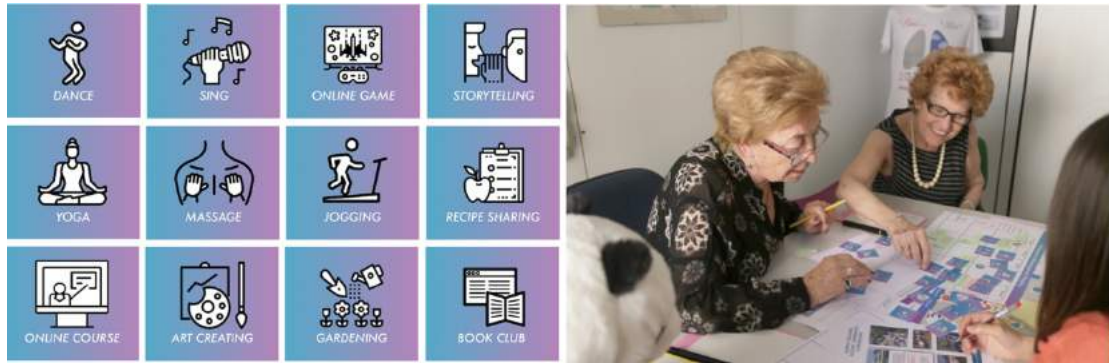 DANCE
SING
ONLINE GAME
STORYTELLING
YOGA
MASSAGE
JOGGING
RECIPE SHARING
ONLINE COURSE
ART CREATING
GARDENING
BOOK CLUB